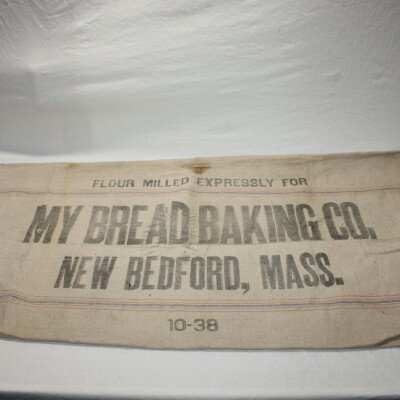 FLOUR MILLED EXPRESSLY FOR
MY BREAD BAKING CO.
NEW BEDFORD, MASS.
10-38